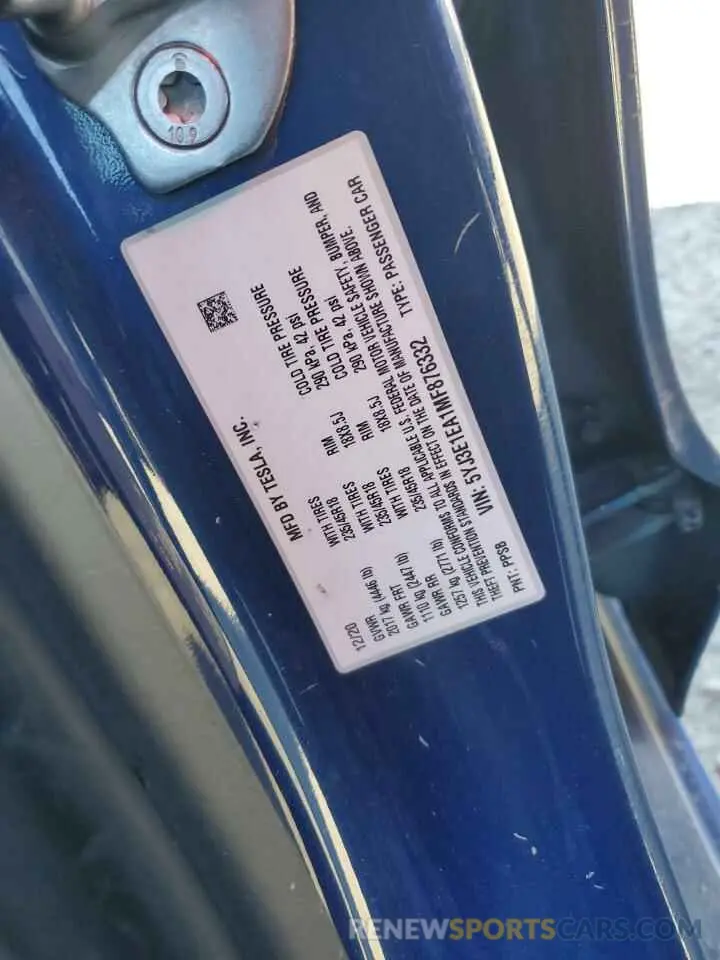 10.9
MFD BY TESLA, INC.
12/20
GVWR WITH TIRES RIM COLD TIRE PRESSURE
2017 kg (4446 lb) 235/45R18 18X8.5J 290 kPa, 42 psi
GAWR FRT WITH TIRES RIM COLD TIRE PRESSURE
1110 kg (2447 lb) 235/45R18 18X8.5J 290 kPa, 42 psi
GAWR RR WITH TIRES
1257 kg (2771 lb) 235/45R18
THIS VEHICLE CONFORMS TO ALL APPLICABLE U.S. FEDERAL MOTOR VEHICLE SAFETY, BUMPER, AND
THEFT PREVENTION STANDARDS IN EFFECT ON THE DATE OF MANUFACTURE SHOWN ABOVE.
VIN: 5YJ3E1EA1MF876332 TYPE: PASSENGER CAR
PNT: PPSB
RENEWSPORTSCARS.COM